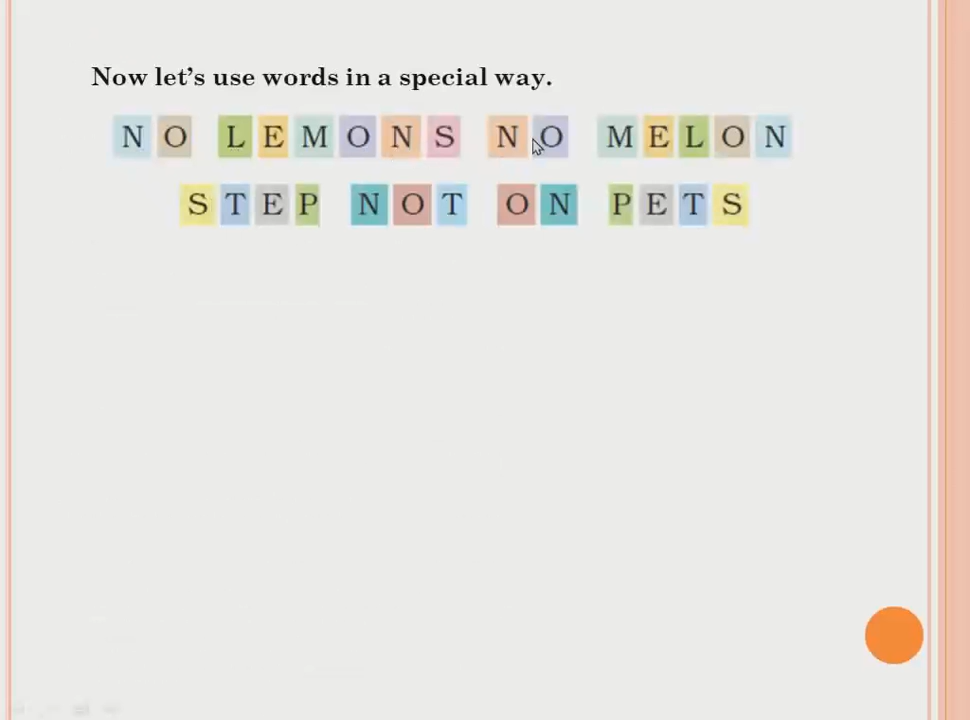 Now let's use words in a special way.
NO LEMONS NO MELON
STEP NOT ON PETS